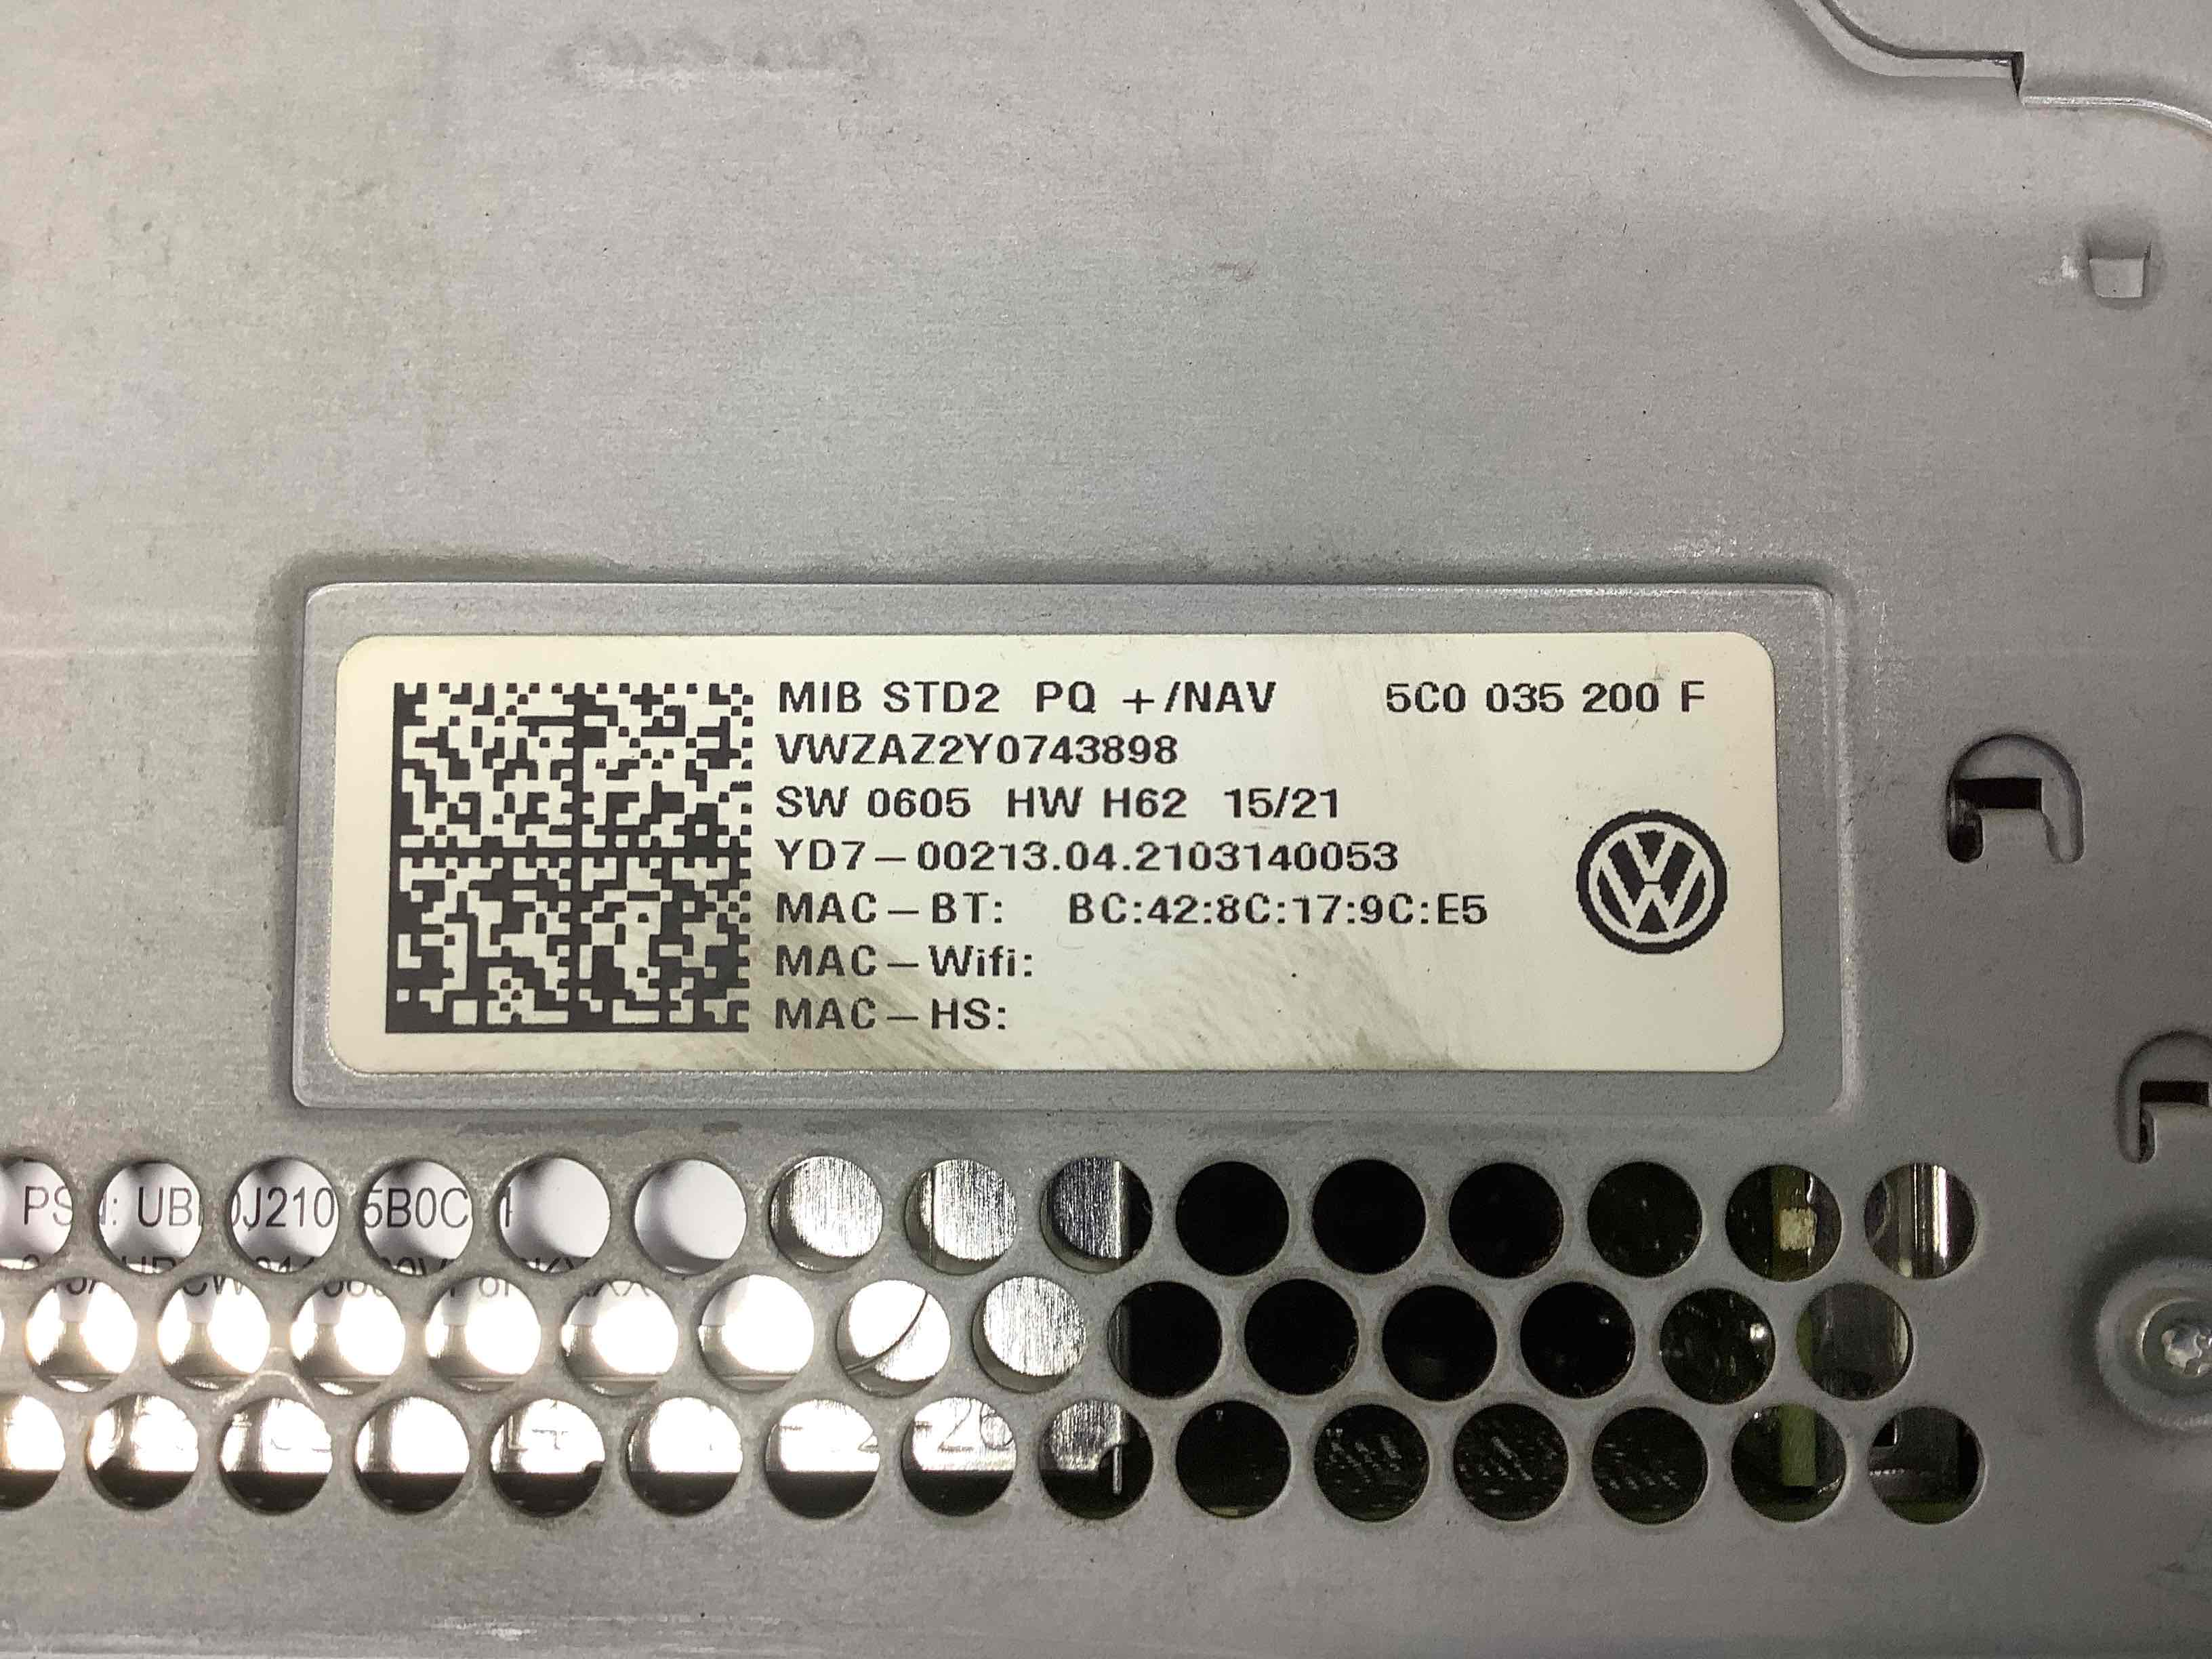 MIB STD2 PQ +/NAV 5C0 035 200 F
VWZAZ2Y0743898
SW 0605 HW H62 15/21
YD7-00213.04.2103140053
MAC-BT: BC:42:8C:17:9C:E5
MAC-Wifi:
MAC-HS: